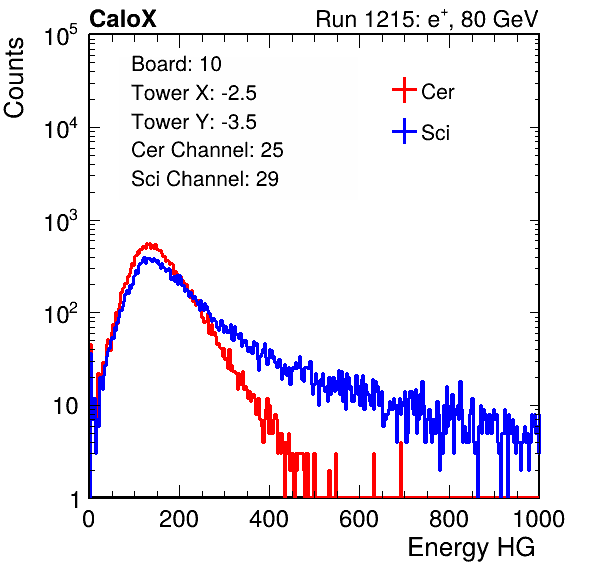 CaloX
Run 1215: e⁺, 80 GeV
Counts
10⁵
10⁴
10³
10²
10
1
Board: 10
Tower X: -2.5
Tower Y: -3.5
Cer Channel: 25
Sci Channel: 29
Cer
Sci
0
200
400
600
800
1000
Energy HG